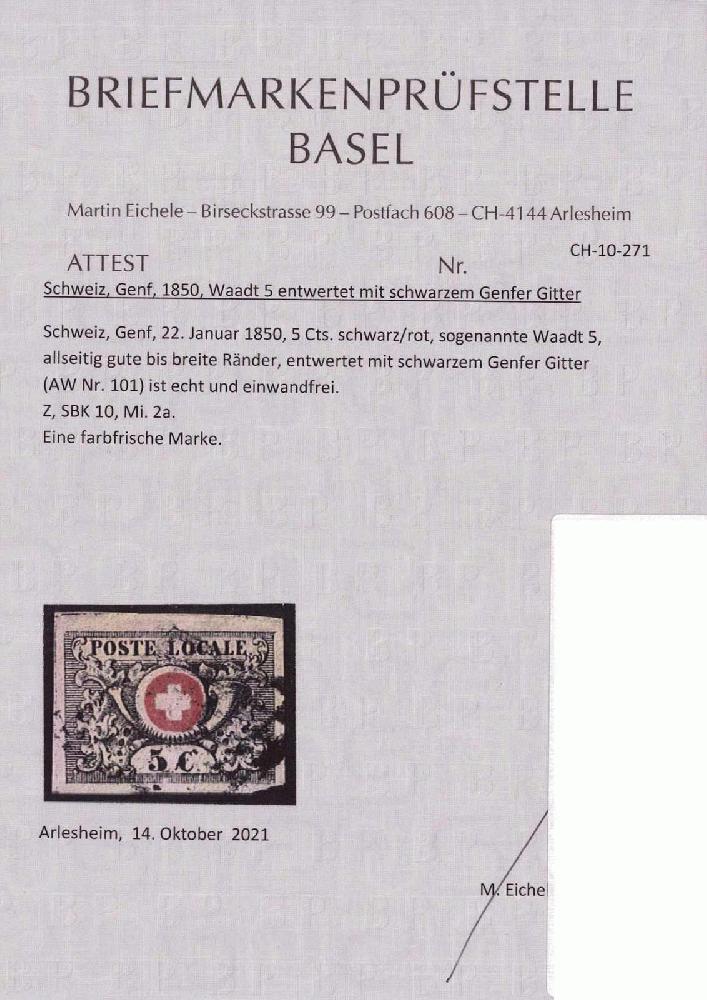 BRIEFMARKENPRÜFSTELLE
BASEL
Martin Eichele – Birseckstrasse 99 – Postfach 608 – CH-4144 Arlesheim
CH-10-271
ATTEST Nr.
Schweiz, Genf, 1850, Waadt 5 entwertet mit schwarzem Genfer Gitter
Schweiz, Genf, 22. Januar 1850, 5 Cts. schwarz/rot, sogenannte Waadt 5,
allseitig gute bis breite Ränder, entwertet mit schwarzem Genfer Gitter
(AW Nr. 101) ist echt und einwandfrei.
Z, SBK 10, Mi. 2a.
Eine farbfrische Marke.
POSTE LOCALE
5 C.
Arlesheim, 14. Oktober 2021
M. Eichel